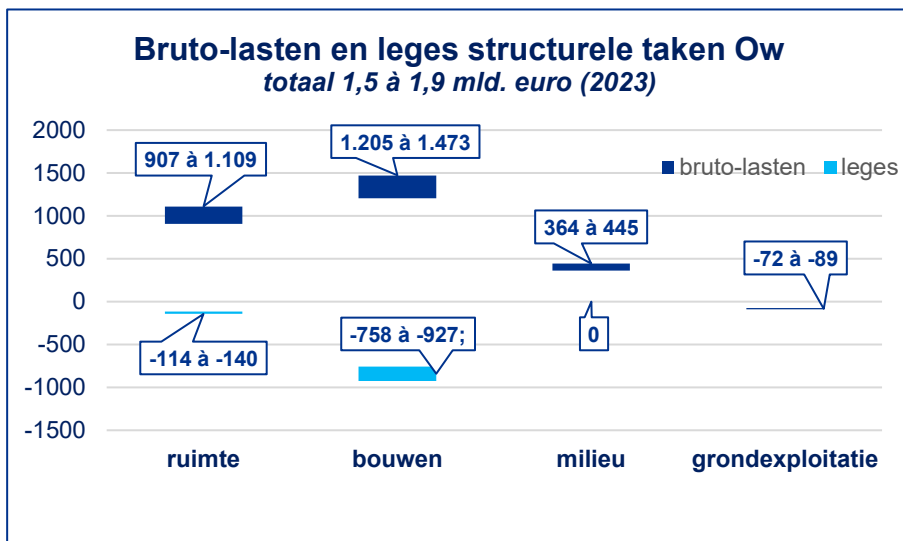 Bruto-lasten en leges structurele taken Ow
totaal 1,5 à 1,9 mld. euro (2023)
2000
1500
1000
500
0
-500
-1000
-1500
907 à 1.109
1.205 à 1.473
bruto-lasten
leges
364 à 445
-72 à -89
-114 à -140
-758 à -927;
0
ruimte
bouwen
milieu
grondexploitatie